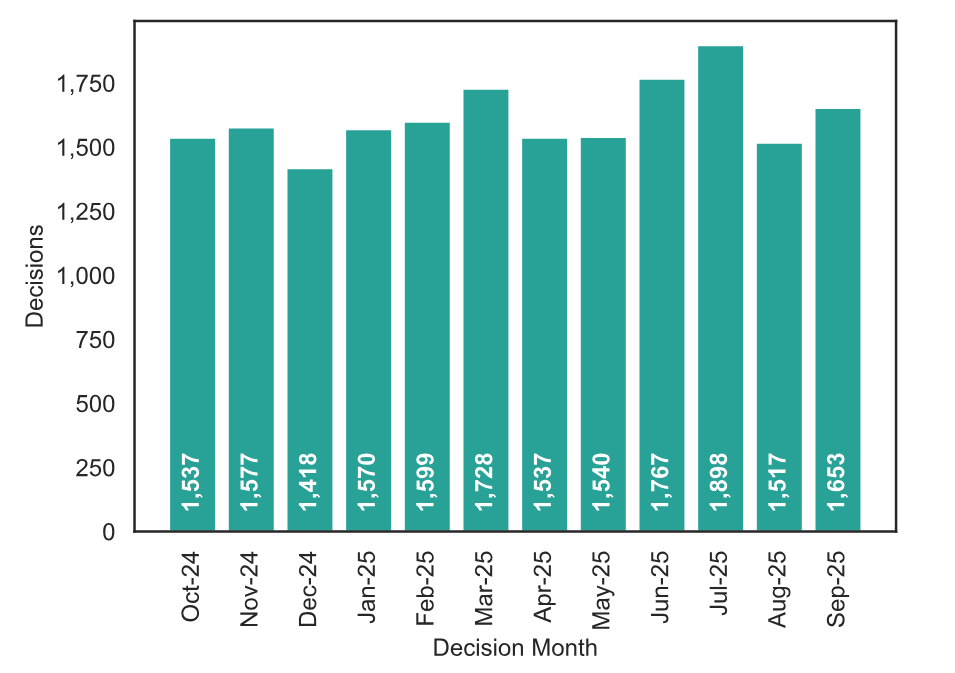 Decisions
1,750
1,500
1,250
1,000
750
500
250
0
1,537
1,577
1,418
1,570
1,599
1,728
1,537
1,540
1,767
1,898
1,517
1,653
Oct-24
Nov-24
Dec-24
Jan-25
Feb-25
Mar-25
Apr-25
May-25
Jun-25
Jul-25
Aug-25
Sep-25
Decision Month